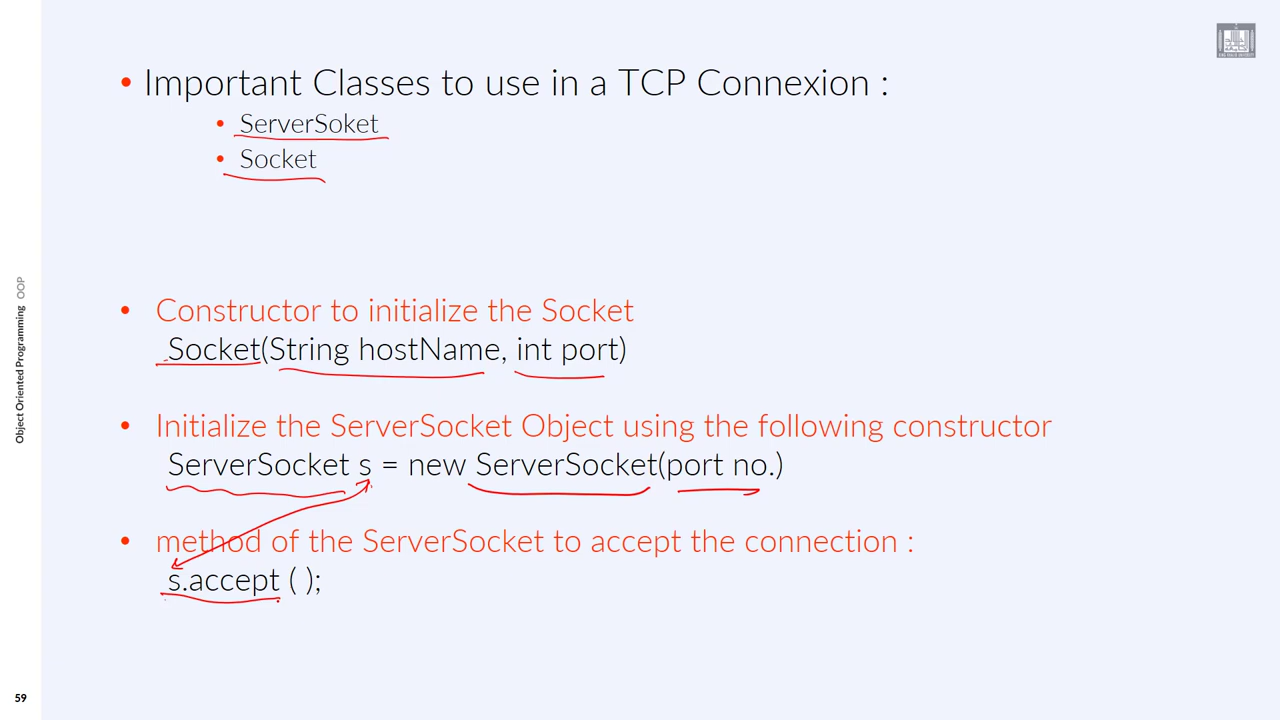 • Important Classes to use in a TCP Connexion :
• ServerSoket
• Socket
• Constructor to initialize the Socket
Socket(String hostName, int port)
• Initialize the ServerSocket Object using the following constructor
ServerSocket s = new ServerSocket(port no.)
• method of the ServerSocket to accept the connection :
s.accept ( );
Object Oriented Programming OOP
59